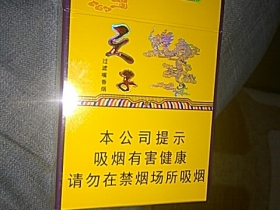 天子
过滤嘴香烟
本公司提示
吸烟有害健康
请勿在禁烟场所吸烟